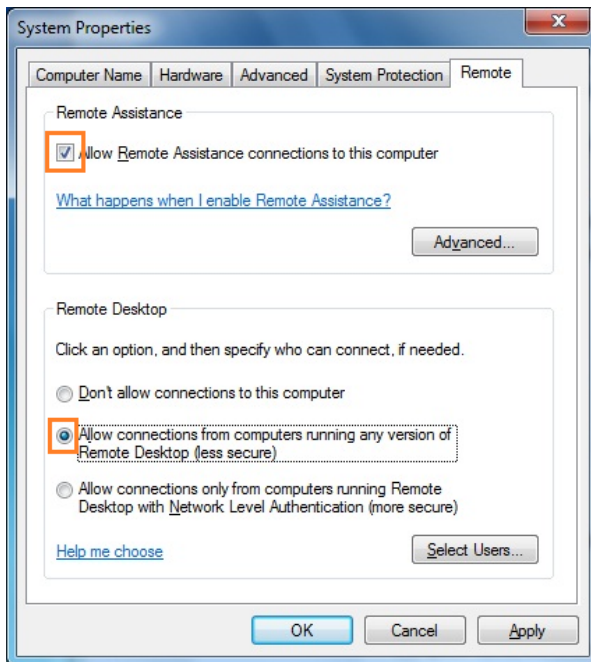 System Properties
Computer Name
Hardware
Advanced
System Protection
Remote
Remote Assistance
Allow Remote Assistance connections to this computer
What happens when I enable Remote Assistance?
Advanced...
Remote Desktop
Click an option, and then specify who can connect, if needed.
Don't allow connections to this computer
Allow connections from computers running any version of
Remote Desktop (less secure)
Allow connections only from computers running Remote
Desktop with Network Level Authentication (more secure)
Help me choose
Select Users...
OK
Cancel
Apply